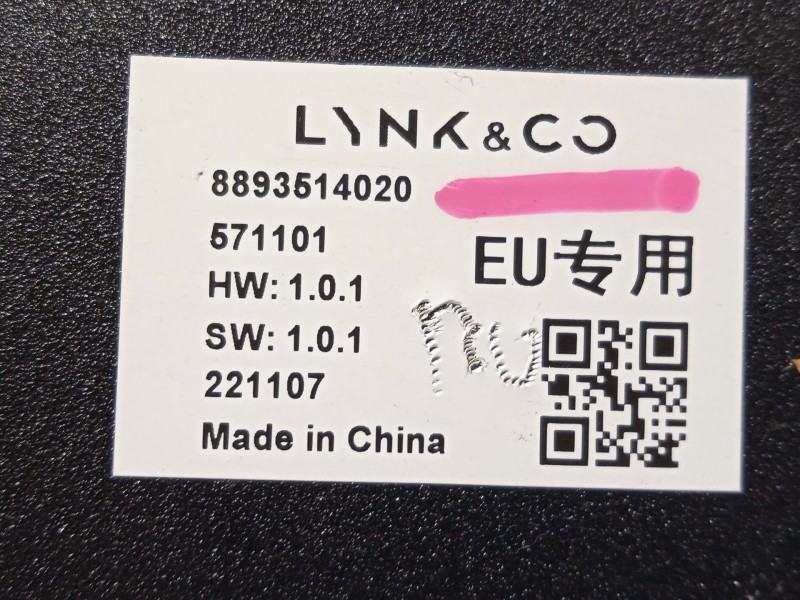 LYNK & CO
8893514020
571101
EU专用
HW: 1.0.1
SW: 1.0.1
221107
Made in China